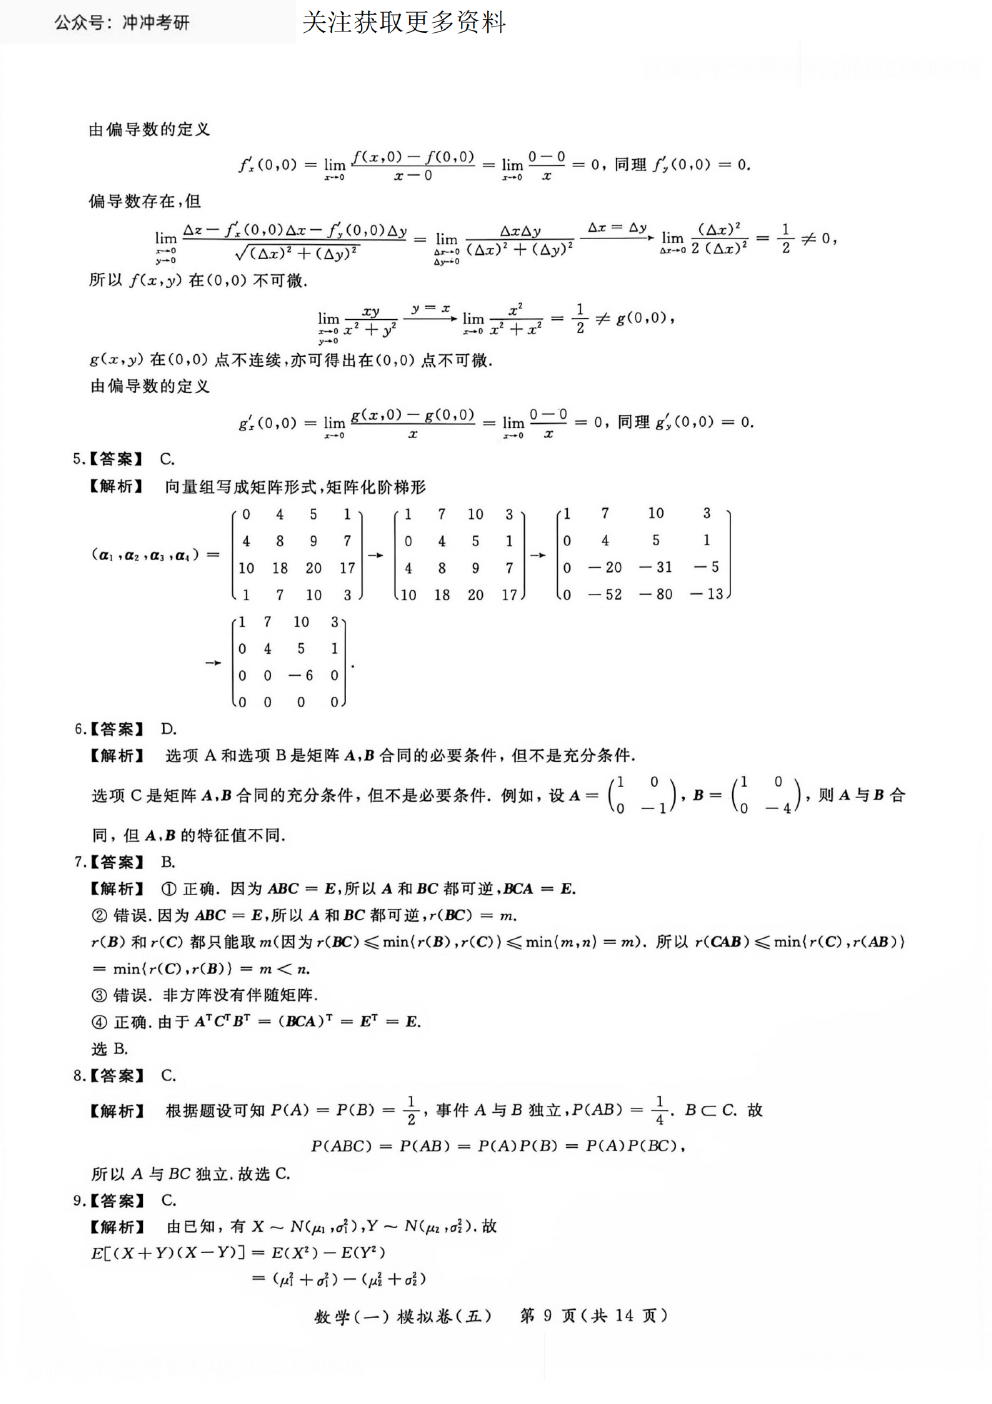 公众号：冲冲考研 关注获取更多资料
由偏导数的定义
f′ₓ(0,0) = lim_{x→0} (f(x,0) − f(0,0))/(x − 0) = lim_{x→0} (0 − 0)/x = 0, 同理 f′_y(0,0) = 0.
偏导数存在,但
lim_{x→0, y→0} (Δz − f′ₓ(0,0)Δx − f′_y(0,0)Δy)/√((Δx)² + (Δy)²) = lim_{Δx→0, Δy→0} ΔxΔy/((Δx)² + (Δy)²) —(Δx = Δy)→ lim_{Δx→0} (Δx)²/(2 (Δx)²) = 1/2 ≠ 0,
所以 f(x,y) 在(0,0) 不可微.
lim_{x→0, y→0} xy/(x² + y²) —(y = x)→ lim_{x→0} x²/(x² + x²) = 1/2 ≠ g(0,0),
g(x,y) 在(0,0) 点不连续,亦可得出在(0,0) 点不可微.
由偏导数的定义
g′ₓ(0,0) = lim_{x→0} (g(x,0) − g(0,0))/x = lim_{x→0} (0 − 0)/x = 0, 同理 g′_y(0,0) = 0.
5.【答案】 C.
【解析】 向量组写成矩阵形式,矩阵化阶梯形
(α₁,α₂,α₃,α₄) = (0 4 5 1; 4 8 9 7; 10 18 20 17; 1 7 10 3) → (1 7 10 3; 0 4 5 1; 4 8 9 7; 10 18 20 17) → (1 7 10 3; 0 4 5 1; 0 −20 −31 −5; 0 −52 −80 −13)
→ (1 7 10 3; 0 4 5 1; 0 0 −6 0; 0 0 0 0).
6.【答案】 D.
【解析】 选项 A 和选项 B 是矩阵 A,B 合同的必要条件，但不是充分条件.
选项 C 是矩阵 A,B 合同的充分条件，但不是必要条件. 例如，设 A = (1 0; 0 −1), B = (1 0; 0 −4), 则 A 与 B 合
同，但 A,B 的特征值不同.
7.【答案】 B.
【解析】 ① 正确. 因为 ABC = E,所以 A 和 BC 都可逆,BCA = E.
② 错误.因为 ABC = E,所以 A 和 BC 都可逆,r(BC) = m.
r(B) 和 r(C) 都只能取 m(因为 r(BC) ≤ min{r(B),r(C)} ≤ min{m,n} = m). 所以 r(CAB) ≤ min{r(C),r(AB)}
= min{r(C),r(B)} = m < n.
③ 错误. 非方阵没有伴随矩阵.
④ 正确.由于 AᵀCᵀBᵀ = (BCA)ᵀ = Eᵀ = E.
选 B.
8.【答案】 C.
【解析】 根据题设可知 P(A) = P(B) = 1/2, 事件 A 与 B 独立,P(AB) = 1/4. B ⊂ C. 故
P(ABC) = P(AB) = P(A)P(B) = P(A)P(BC),
所以 A 与 BC 独立.故选 C.
9.【答案】 C.
【解析】 由已知，有 X ~ N(μ₁,σ₁²),Y ~ N(μ₂,σ₂²).故
E[(X+Y)(X−Y)] = E(X²) − E(Y²)
= (μ₁² + σ₁²) − (μ₂² + σ₂²)
数学(一)模拟卷(五) 第 9 页(共 14 页)